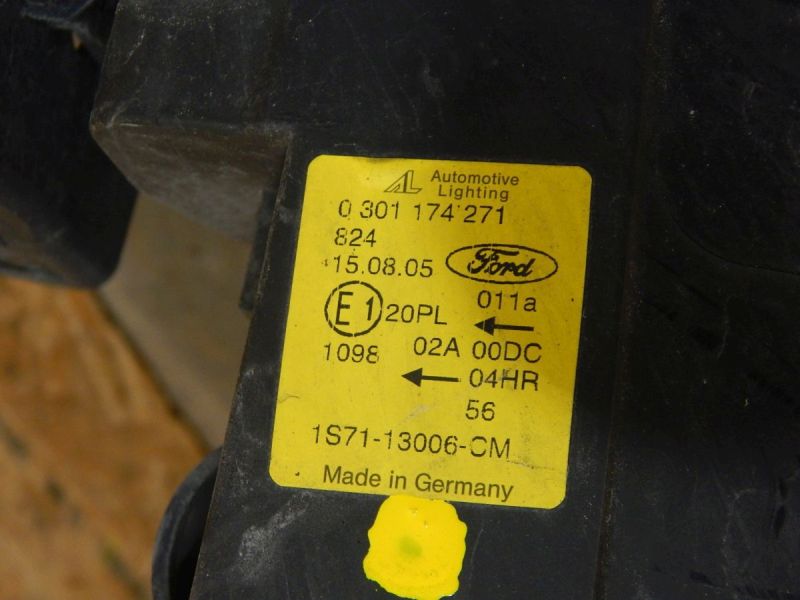 AL Automotive
Lighting
0 301 174 271
824
15.08.05 Ford
011a
E1 20PL
1098 02A 00DC
04HR
56
1S71-13006-CM
Made in Germany